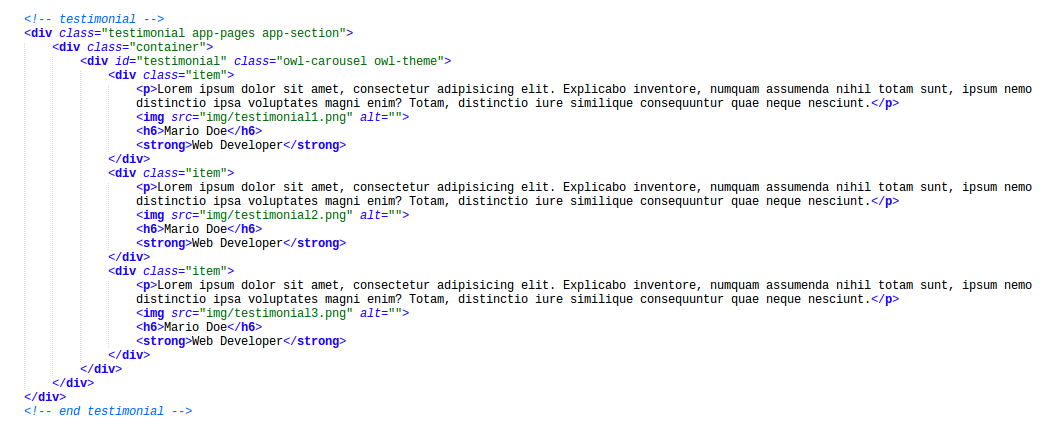 <!-- testimonial -->
<div class="testimonial app-pages app-section">
<div class="container">
<div id="testimonial" class="owl-carousel owl-theme">
<div class="item">
<p>Lorem ipsum dolor sit amet, consectetur adipisicing elit. Explicabo inventore, numquam assumenda nihil totam sunt, ipsum nemo
distinctio ipsa voluptates magni enim? Totam, distinctio iure similique consequuntur quae neque nesciunt.</p>
<img src="img/testimonial1.png" alt="">
<h6>Mario Doe</h6>
<strong>Web Developer</strong>
</div>
<div class="item">
<p>Lorem ipsum dolor sit amet, consectetur adipisicing elit. Explicabo inventore, numquam assumenda nihil totam sunt, ipsum nemo
distinctio ipsa voluptates magni enim? Totam, distinctio iure similique consequuntur quae neque nesciunt.</p>
<img src="img/testimonial2.png" alt="">
<h6>Mario Doe</h6>
<strong>Web Developer</strong>
</div>
<div class="item">
<p>Lorem ipsum dolor sit amet, consectetur adipisicing elit. Explicabo inventore, numquam assumenda nihil totam sunt, ipsum nemo
distinctio ipsa voluptates magni enim? Totam, distinctio iure similique consequuntur quae neque nesciunt.</p>
<img src="img/testimonial3.png" alt="">
<h6>Mario Doe</h6>
<strong>Web Developer</strong>
</div>
</div>
</div>
</div>
<!-- end testimonial -->